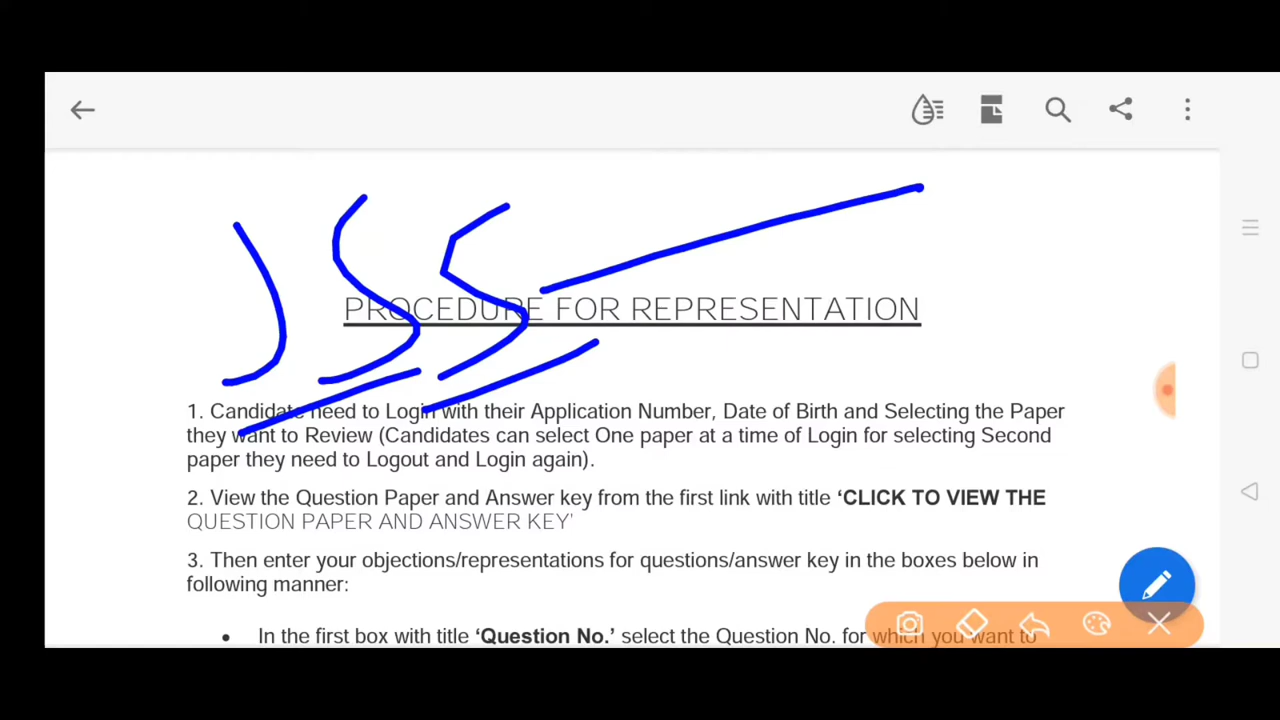 JSS
PROCEDURE FOR REPRESENTATION
1. Candidate need to Login with their Application Number, Date of Birth and Selecting the Paper
they want to Review (Candidates can select One paper at a time of Login for selecting Second
paper they need to Logout and Login again).
2. View the Question Paper and Answer key from the first link with title ‘CLICK TO VIEW THE
QUESTION PAPER AND ANSWER KEY’
3. Then enter your objections/representations for questions/answer key in the boxes below in
following manner:
• In the first box with title ‘Question No.’ select the Question No. for which you want to